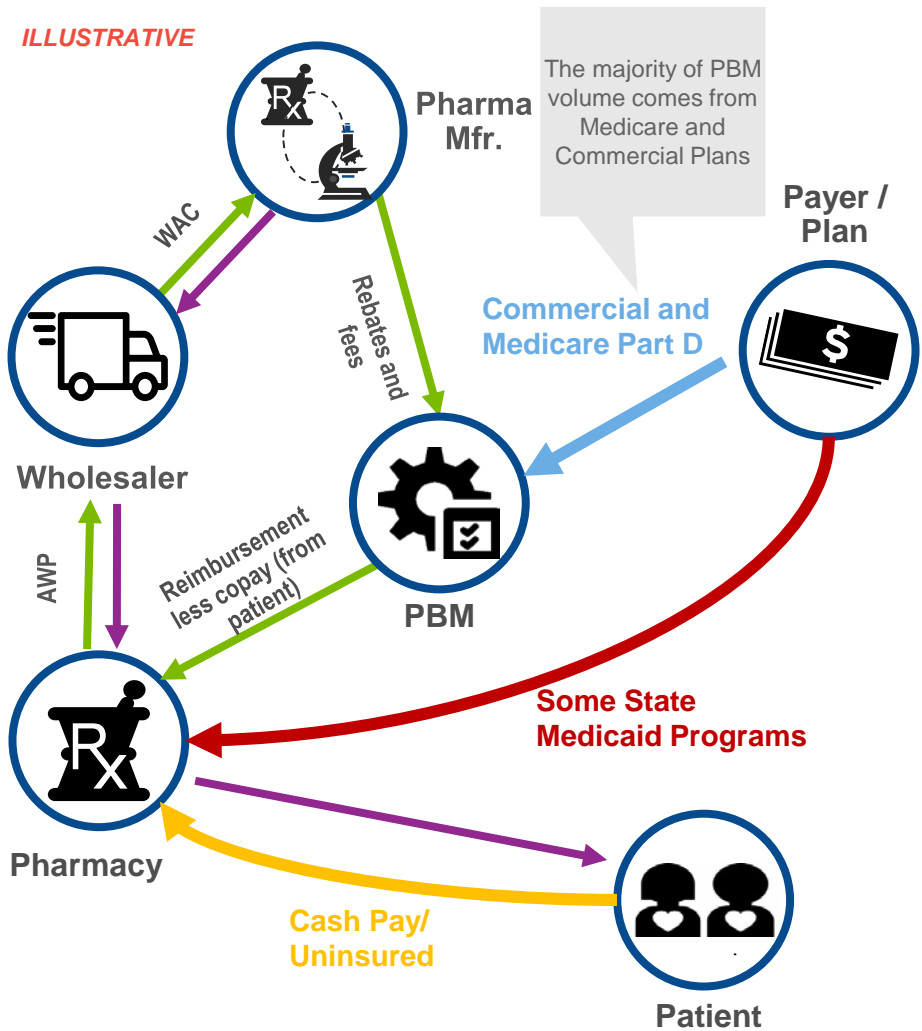 ILLUSTRATIVE
The majority of PBM
volume comes from
Medicare and
Commercial Plans
Rx
Pharma
Mfr.
Payer /
Plan
WAC
$
Rebates and
fees
Commercial and
Medicare Part D
Wholesaler
AWP
Reimbursement
less copay (from
patient)
PBM
Rx
Some State
Medicaid Programs
Pharmacy
Cash Pay/
Uninsured
Patient